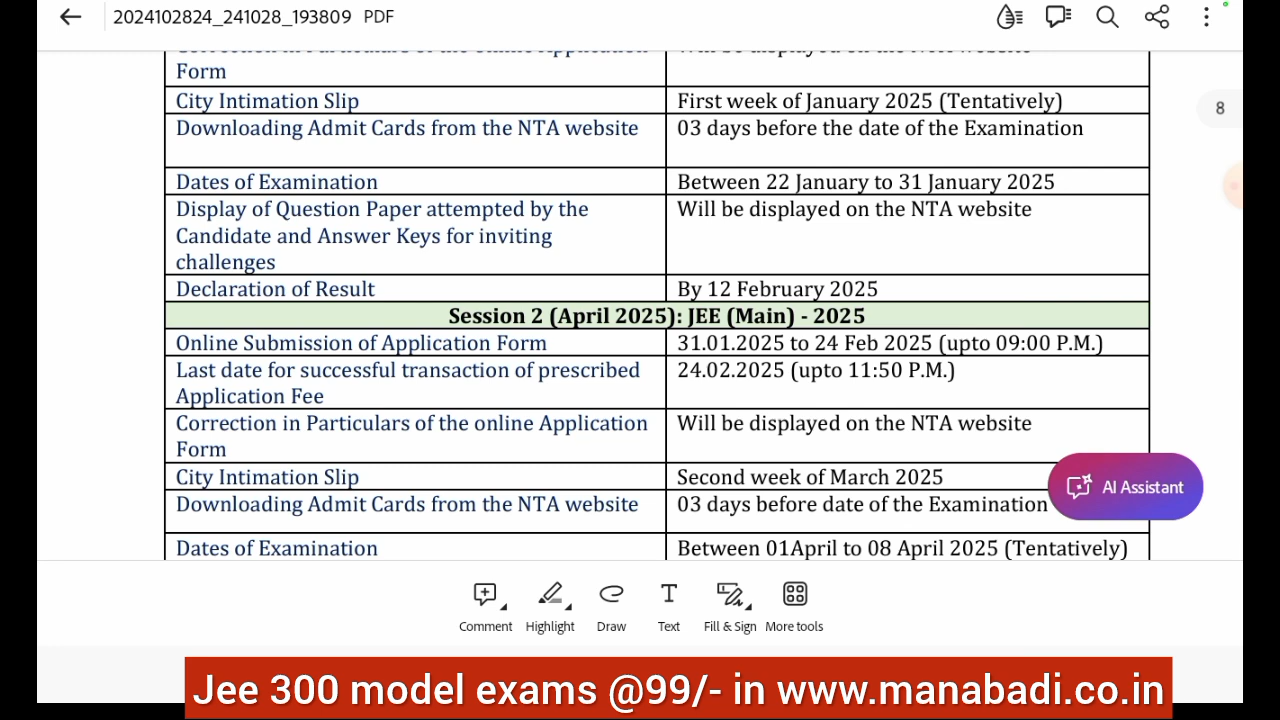 2024102824_241028_193809 PDF
Form
City Intimation Slip First week of January 2025 (Tentatively)
8
Downloading Admit Cards from the NTA website 03 days before the date of the Examination
Dates of Examination Between 22 January to 31 January 2025
Display of Question Paper attempted by the Will be displayed on the NTA website
Candidate and Answer Keys for inviting
challenges
Declaration of Result By 12 February 2025
Session 2 (April 2025): JEE (Main) - 2025
Online Submission of Application Form 31.01.2025 to 24 Feb 2025 (upto 09:00 P.M.)
Last date for successful transaction of prescribed 24.02.2025 (upto 11:50 P.M.)
Application Fee
Correction in Particulars of the online Application Will be displayed on the NTA website
Form
City Intimation Slip Second week of March 2025
AI Assistant
Downloading Admit Cards from the NTA website 03 days before date of the Examination
Dates of Examination Between 01April to 08 April 2025 (Tentatively)
Comment Highlight Draw Text Fill & Sign More tools
Jee 300 model exams @99/- in www.manabadi.co.in